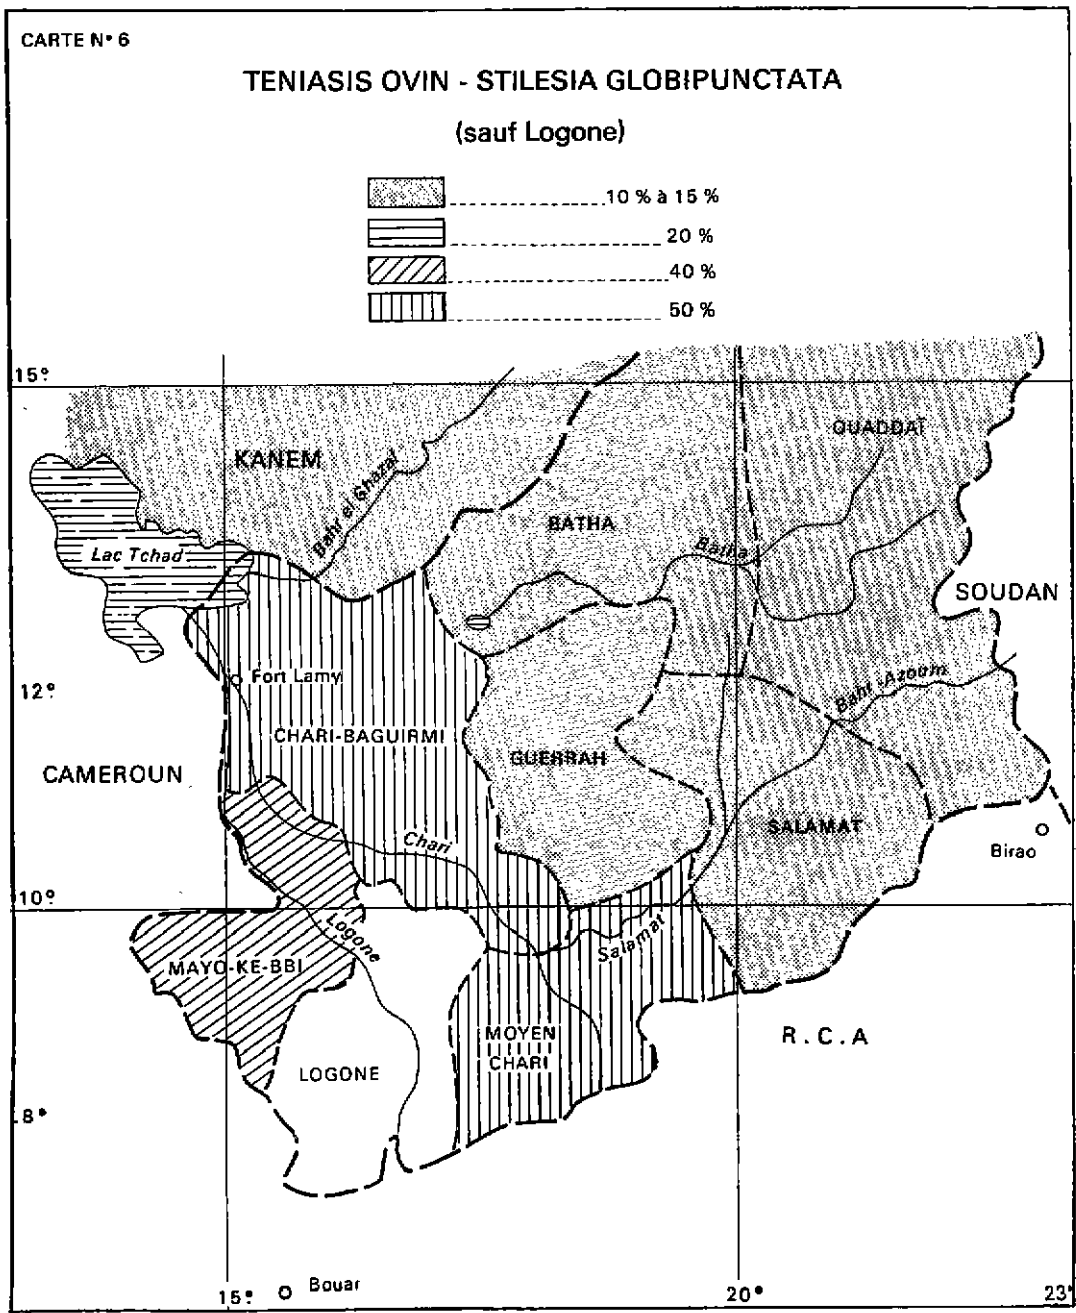 CARTE N° 6
TENIASIS OVIN - STILESIA GLOBIPUNCTATA
(sauf Logone)
10 % à 15 %
20 %
40 %
50 %
15°
KANEM
Bahr el Ghazal
OUADDAÏ
BATHA
Batha
Lac Tchad
SOUDAN
12°
Fort Lamy
Bahr Azoum
CHARI-BAGUIRMI
GUERRAH
CAMEROUN
SALAMAT
Chari
Birao
10°
Logone
Salamat
MAYO-KE-BBI
R.C.A
MOYEN
CHARI
LOGONE
8°
Bouar
15°
20°
23°